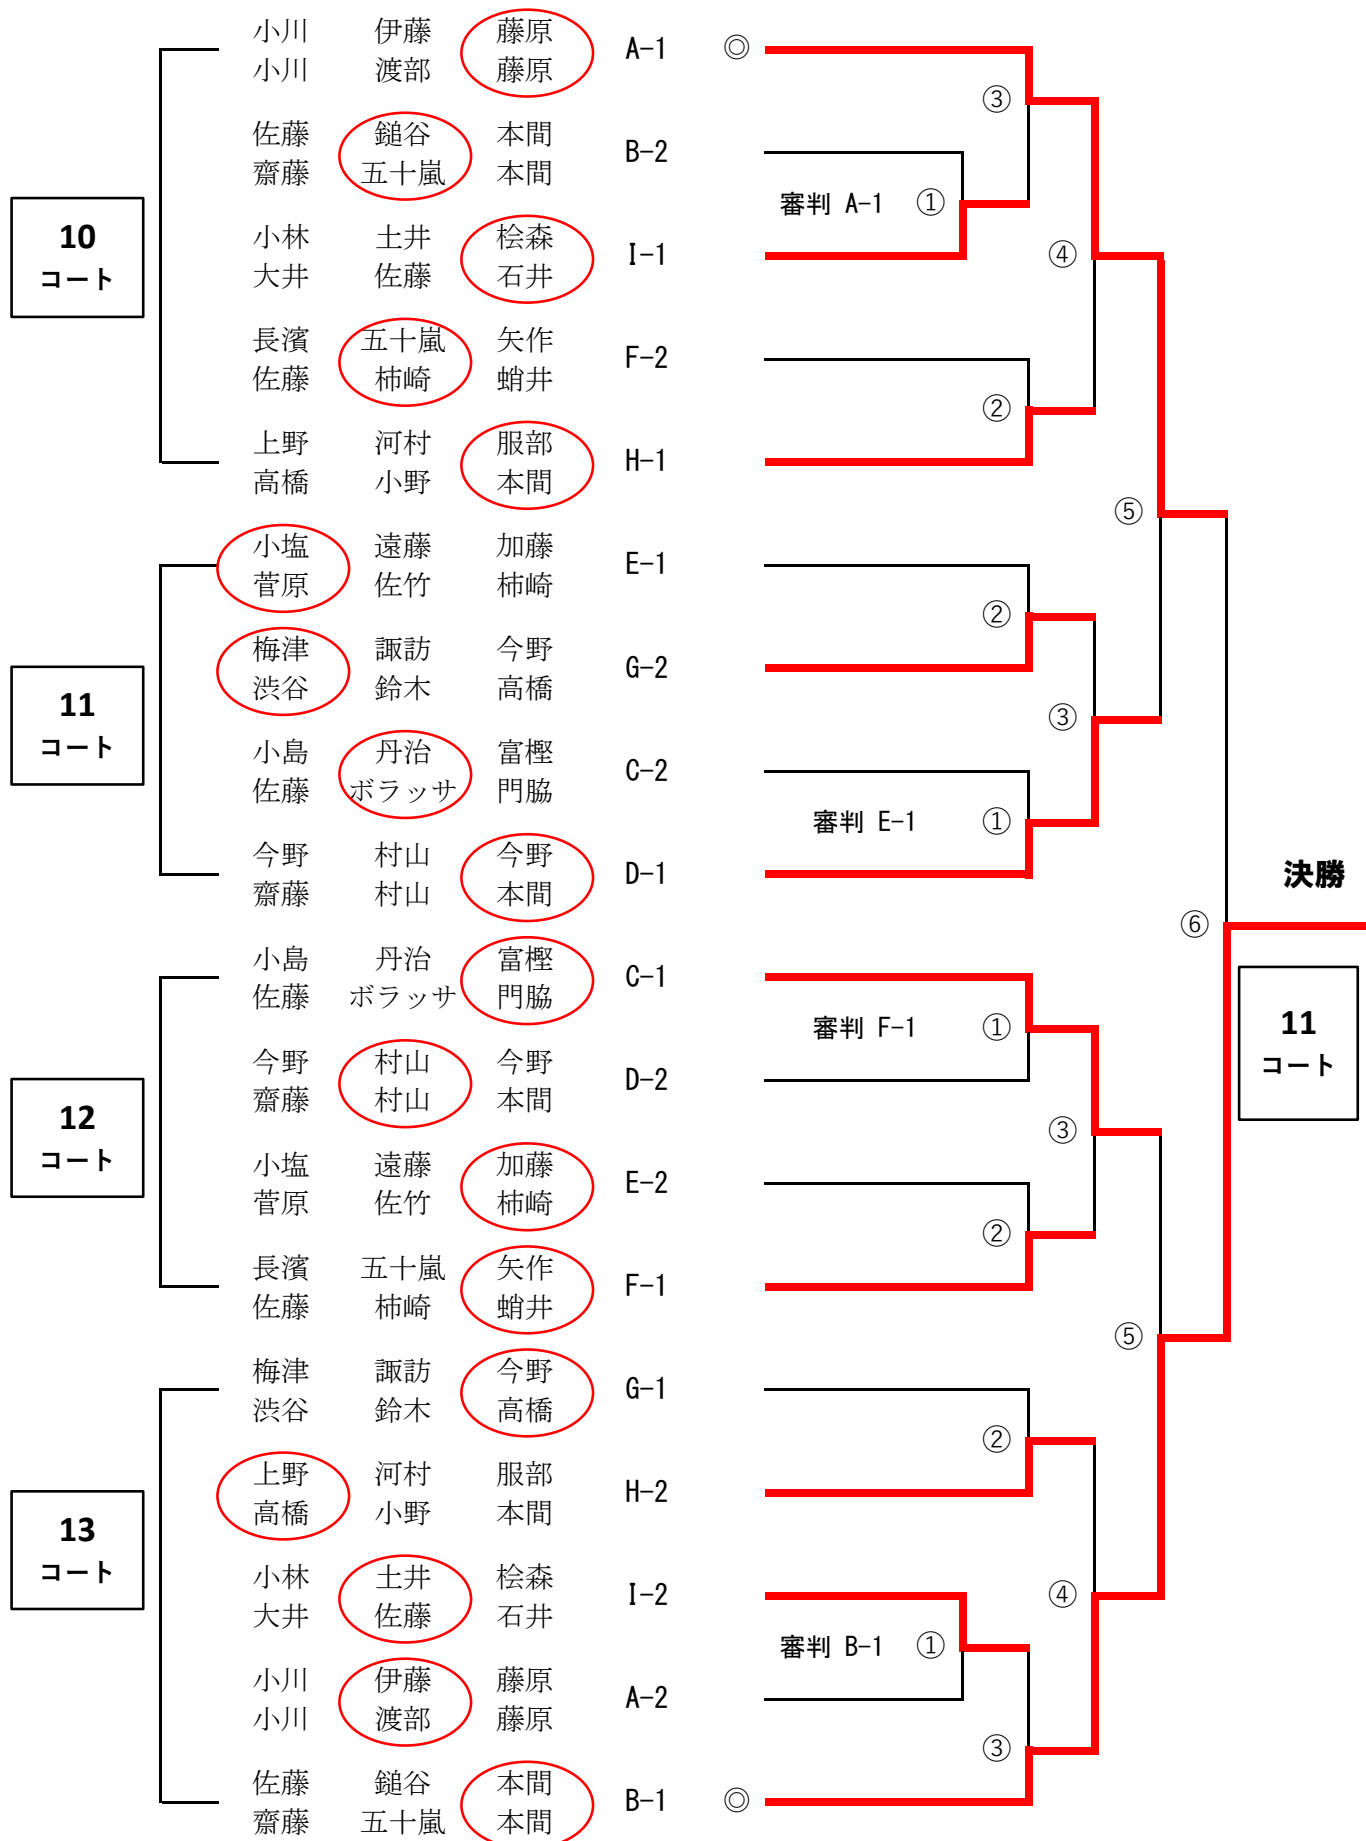 小川 伊藤 藤原
小川 渡部 藤原
A-1 ◎
③
佐藤 鎚谷 本間
齋藤 五十嵐 本間
B-2
審判 A-1 ①
10
コート
小林 土井 桧森
大井 佐藤 石井
I-1
④
長濱 五十嵐 矢作
佐藤 柿崎 蛸井
F-2
②
上野 河村 服部
高橋 小野 本間
H-1
⑤
小塩 遠藤 加藤
菅原 佐竹 柿崎
E-1
②
梅津 諏訪 今野
渋谷 鈴木 高橋
G-2
11
コート
③
小島 丹治 富樫
佐藤 ボラッサ 門脇
C-2
審判 E-1 ①
今野 村山 今野
齋藤 村山 本間
D-1
決勝
⑥
小島 丹治 富樫
佐藤 ボラッサ 門脇
C-1
審判 F-1 ①
11
コート
今野 村山 今野
齋藤 村山 本間
D-2
12
コート
③
小塩 遠藤 加藤
菅原 佐竹 柿崎
E-2
②
長濱 五十嵐 矢作
佐藤 柿崎 蛸井
F-1
⑤
梅津 諏訪 今野
渋谷 鈴木 高橋
G-1
②
上野 河村 服部
高橋 小野 本間
H-2
13
コート
小林 土井 桧森
大井 佐藤 石井
I-2
④
審判 B-1 ①
小川 伊藤 藤原
小川 渡部 藤原
A-2
③
佐藤 鎚谷 本間
齋藤 五十嵐 本間
B-1 ◎